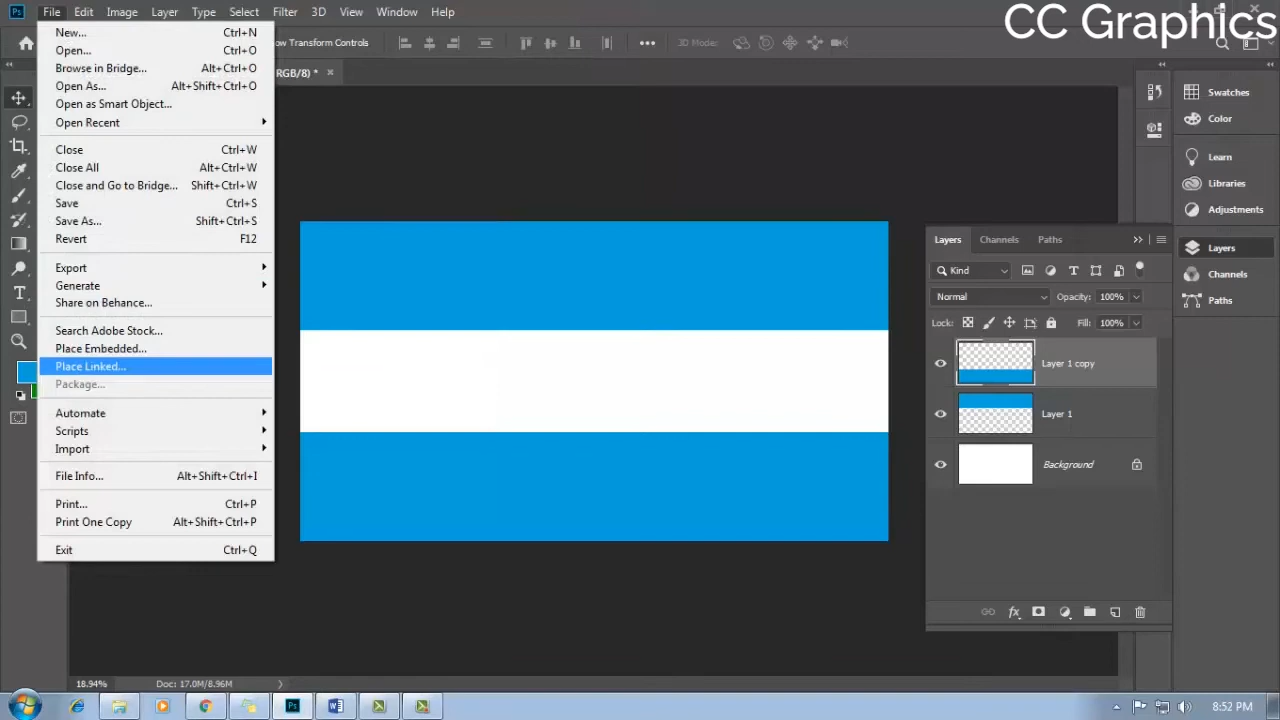 File Edit Image Layer Type Select Filter 3D View Window Help
CC Graphics
New... Ctrl+N
Open... Ctrl+O
Browse in Bridge... Alt+Ctrl+O
Open As... Alt+Shift+Ctrl+O
Open as Smart Object...
Open Recent
Close Ctrl+W
Close All Alt+Ctrl+W
Close and Go to Bridge... Shift+Ctrl+W
Save Ctrl+S
Save As... Shift+Ctrl+S
Revert F12
Export
Generate
Share on Behance...
Search Adobe Stock...
Place Embedded...
Place Linked...
Package...
Automate
Scripts
Import
File Info... Alt+Shift+Ctrl+I
Print... Ctrl+P
Print One Copy Alt+Shift+Ctrl+P
Exit Ctrl+Q
ow Transform Controls
3D Mode:
RGB/8) *
Layers Channels Paths
Kind
Normal Opacity: 100%
Lock: Fill: 100%
Layer 1 copy
Layer 1
Background
Swatches
Color
Learn
Libraries
Adjustments
Layers
Channels
Paths
18.94% Doc: 17.0M/8.96M
8:52 PM